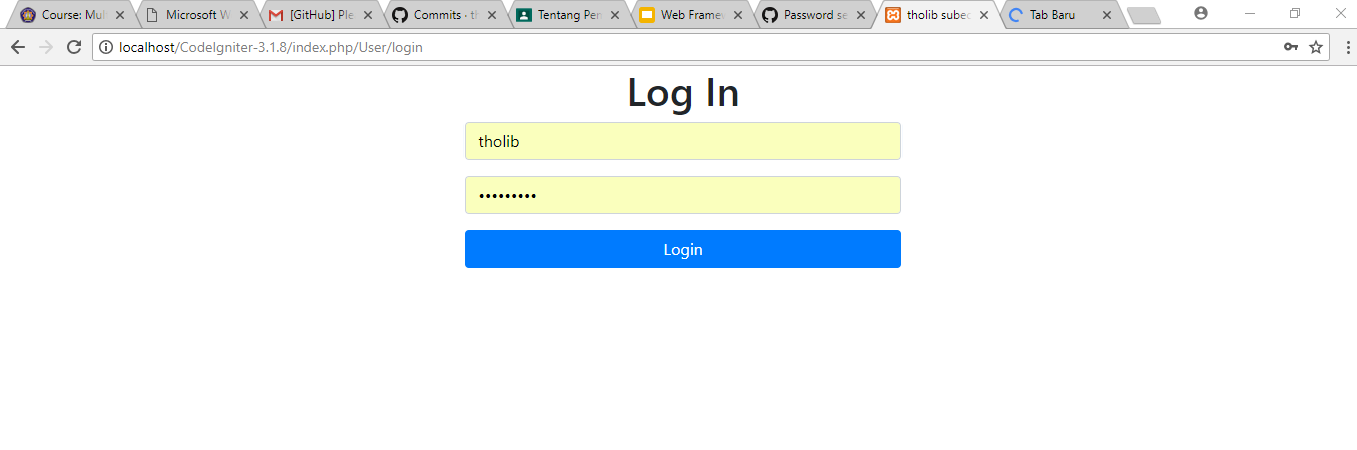 Course: Mul
Microsoft W
[GitHub] Ple
Commits · th
Tentang Per
Web Framew
Password se
tholib subec
Tab Baru
localhost/CodeIgniter-3.1.8/index.php/User/login
Log In
tholib
•••••••••
Login